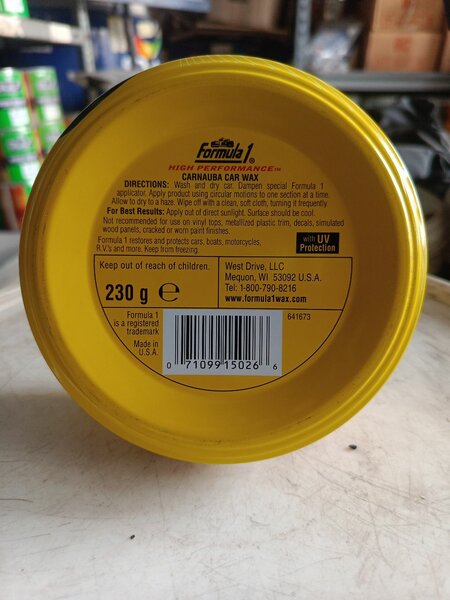 Formula 1®
HIGH PERFORMANCE™
CARNAUBA CAR WAX
DIRECTIONS: Wash and dry car. Dampen special Formula 1
applicator. Apply product using circular motions to one section at a time.
Allow to dry to a haze. Wipe off with a clean, soft cloth, turning it frequently.
For Best Results: Apply out of direct sunlight. Surface should be cool.
Not recommended for use on vinyl tops, metallized plastic trim, decals, simulated
wood panels, cracked or worn paint finishes.
Formula 1 restores and protects cars, boats, motorcycles,
R.V.'s and more. Keep from freezing.
with UV
Protection
Keep out of reach of children.
230 g ℮
West Drive, LLC
Mequon, WI 53092 U.S.A.
Tel: 1-800-790-8216
www.formula1wax.com
Formula 1
is a registered
trademark
Made in
U.S.A.
641673
0 71099 15026 6